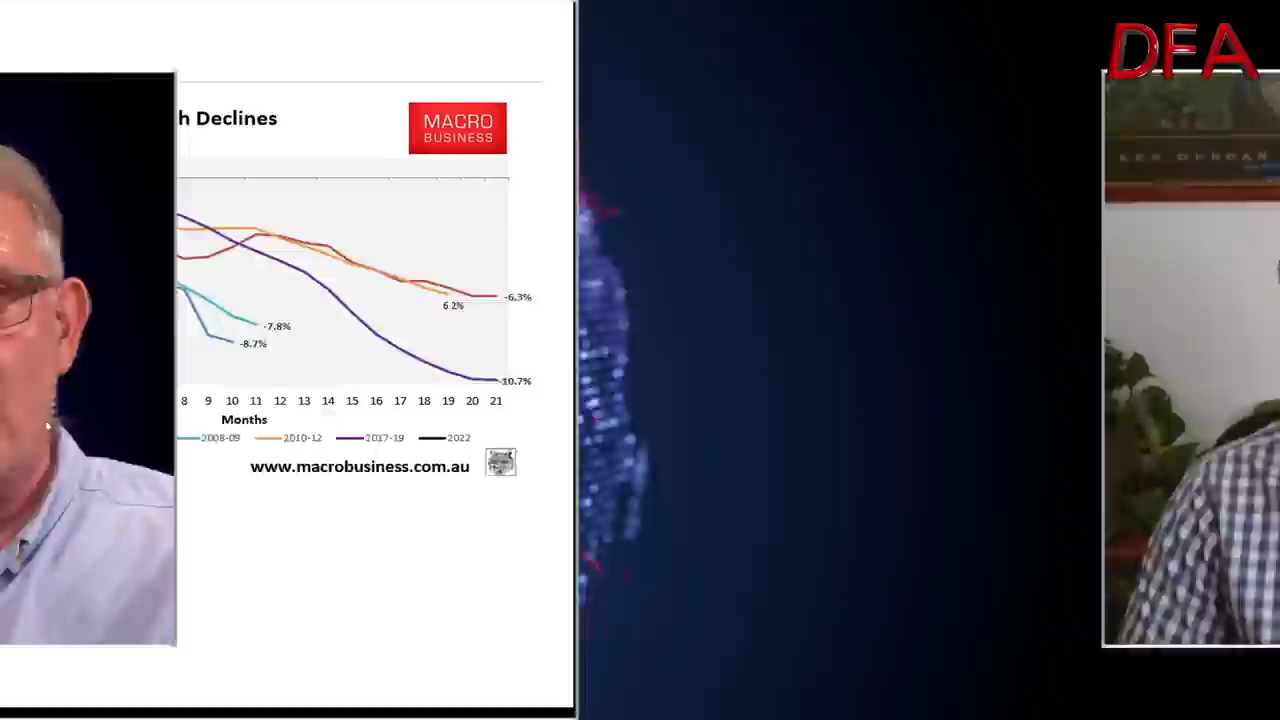 DFA
h Declines
MACRO
BUSINESS
-6.3%
6.2%
-7.8%
-8.7%
-10.7%
8 9 10 11 12 13 14 15 16 17 18 19 20 21
Months
2008-09 2010-12 2017-19 2022
www.macrobusiness.com.au